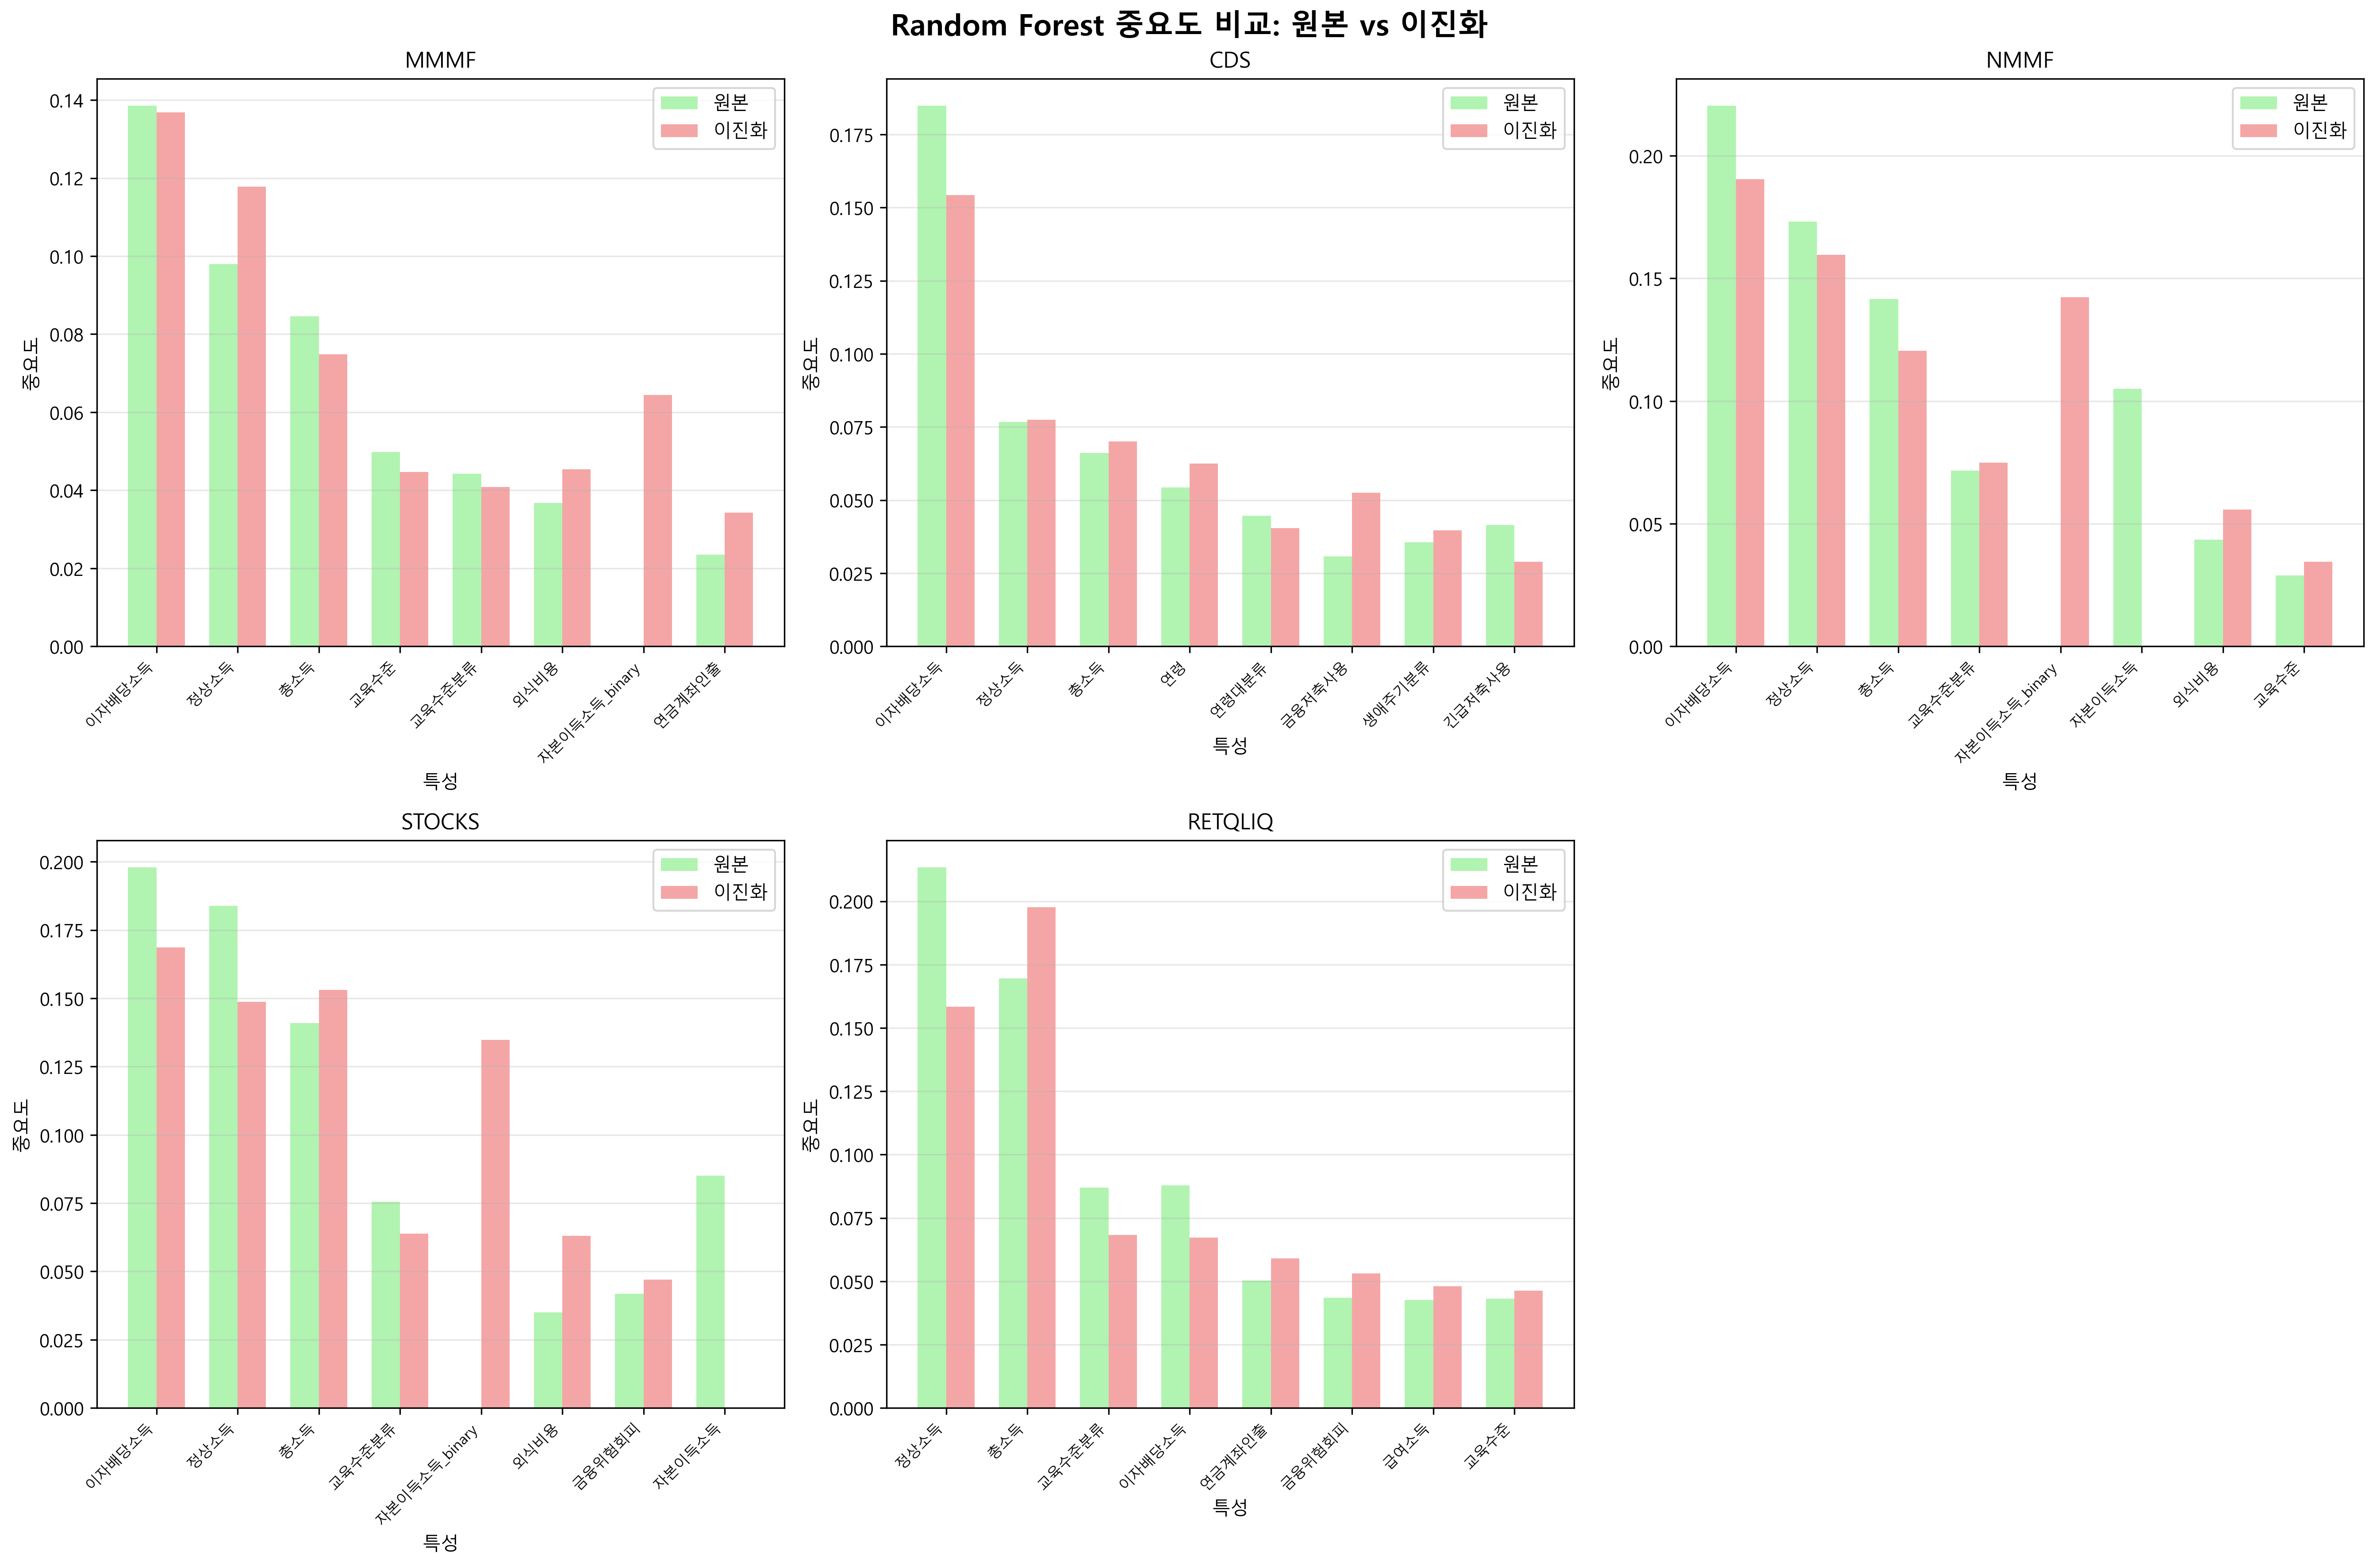 Random Forest 중요도 비교: 원본 vs 이진화
MMMF
원본
이진화
중요도
0.14
0.12
0.10
0.08
0.06
0.04
0.02
0.00
이자배당소득
정상소득
총소득
교육수준
교육수준분류
외식비용
자본이득소득_binary
연금계좌인출
특성
CDS
원본
이진화
중요도
0.175
0.150
0.125
0.100
0.075
0.050
0.025
0.000
이자배당소득
정상소득
총소득
연령
연령대분류
금융저축사용
생애주기분류
긴급저축사용
특성
NMMF
원본
이진화
중요도
0.20
0.15
0.10
0.05
0.00
이자배당소득
정상소득
총소득
교육수준분류
자본이득소득_binary
자본이득소득
외식비용
교육수준
특성
STOCKS
원본
이진화
중요도
0.200
0.175
0.150
0.125
0.100
0.075
0.050
0.025
0.000
이자배당소득
정상소득
총소득
교육수준분류
자본이득소득_binary
외식비용
금융위험회피
자본이득소득
특성
RETQLIQ
원본
이진화
중요도
0.200
0.175
0.150
0.125
0.100
0.075
0.050
0.025
0.000
정상소득
총소득
교육수준분류
이자배당소득
연금계좌인출
금융위험회피
급여소득
교육수준
특성